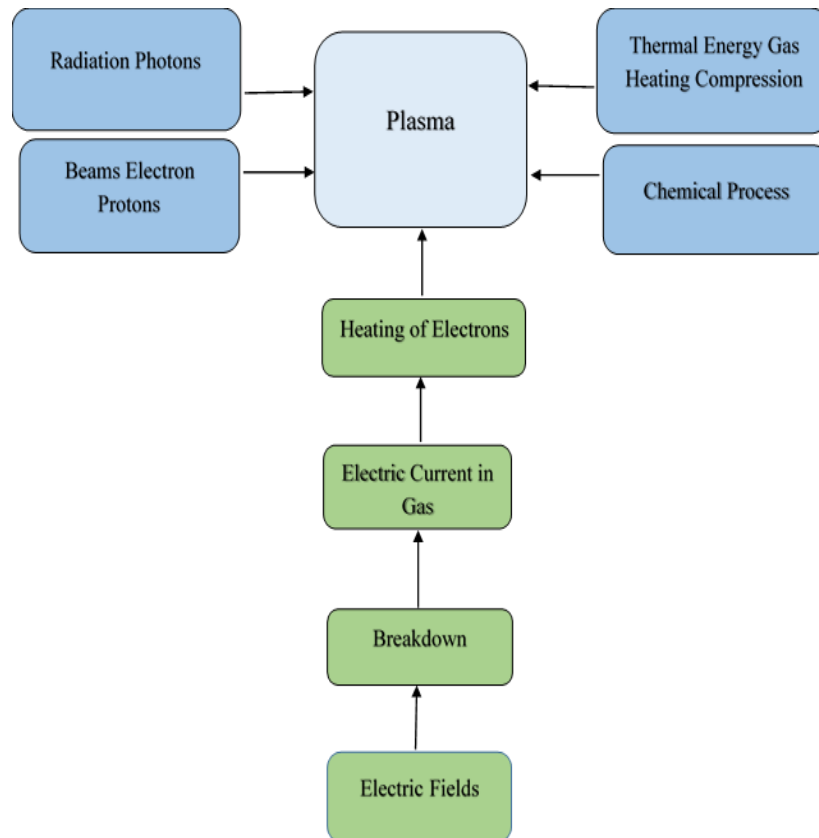 Radiation Photons
Thermal Energy Gas
Heating Compression
Plasma
Beams Electron
Protons
Chemical Process
Heating of Electrons
Electric Current in
Gas
Breakdown
Electric Fields